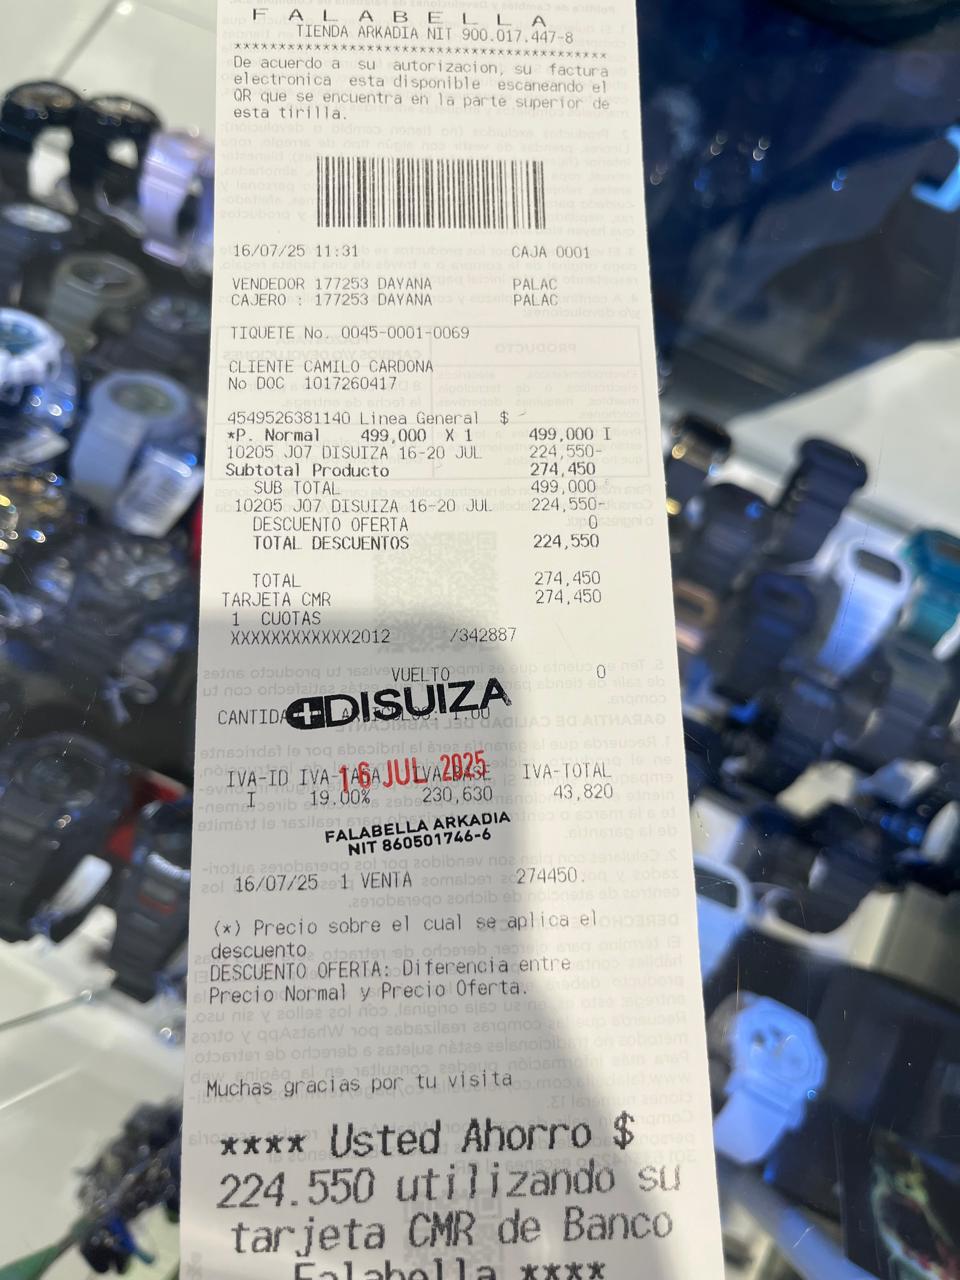 F A L A B E L L A
TIENDA ARKADIA NIT 900.017.447-8
****************************************
De acuerdo a su autorizacion, su factura
electronica esta disponible escaneando el
QR que se encuentra en la parte superior de
esta tirilla.
16/07/25 11:31 CAJA 0001
VENDEDOR 177253 DAYANA PALAC
CAJERO : 177253 DAYANA PALAC
TIQUETE No. 0045-0001-0069
CLIENTE CAMILO CARDONA
No DOC 1017260417
4549526381140 Linea General $
*P. Normal 499,000 X 1 499,000 I
10205 J07 DISUIZA 16-20 JUL 224,550-
Subtotal Producto 274,450
SUB TOTAL 499,000
10205 J07 DISUIZA 16-20 JUL 224,550-
DESCUENTO OFERTA 0
TOTAL DESCUENTOS 224,550
TOTAL 274,450
TARJETA CMR 274,450
1 CUOTAS
XXXXXXXXXXXX2012 /342887
VUELTO 0
DISUIZA
CANTIDA 1.00
16 JUL 2025
IVA-ID IVA-TASA IVA-BASE IVA-TOTAL
I 19.00% 230,630 43,820
FALABELLA ARKADIA
NIT 860501746-6
16/07/25 1 VENTA 274450.
(*) Precio sobre el cual se aplica el
descuento
DESCUENTO OFERTA: Diferencia entre
Precio Normal y Precio Oferta.
Muchas gracias por tu visita
**** Usted Ahorro $
224.550 utilizando su
tarjeta CMR de Banco
Falabella ****